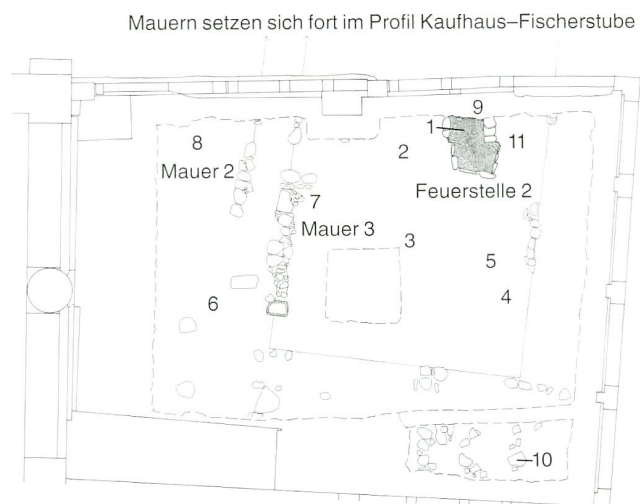 Mauern setzen sich fort im Profil Kaufhaus–Fischerstube
9
1
8
2
11
Mauer 2
Feuerstelle 2
7
Mauer 3
3
5
4
6
10